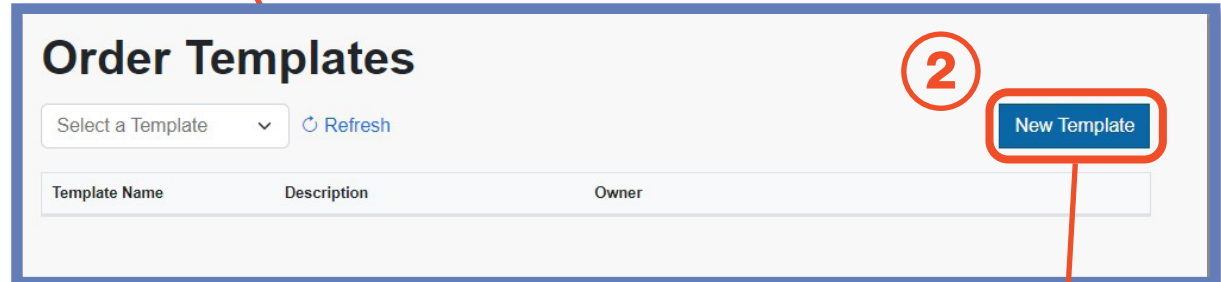 Order Templates
2
Select a Template
Refresh
New Template
Template Name Description Owner